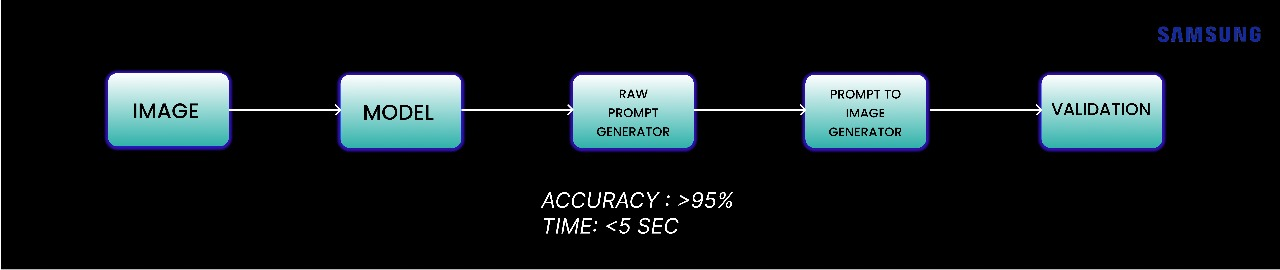 SAMSUNG
IMAGE
MODEL
RAW
PROMPT
GENERATOR
PROMPT TO
IMAGE
GENERATOR
VALIDATION
ACCURACY : >95%
TIME: <5 SEC